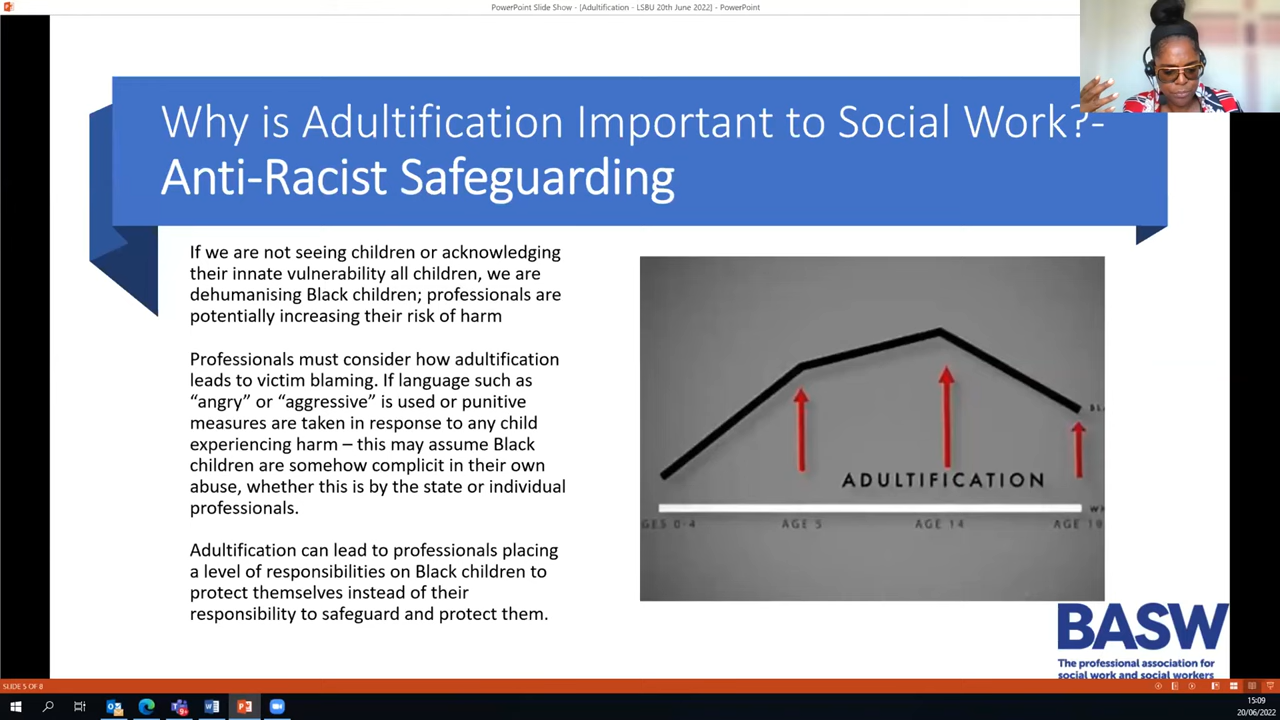 PowerPoint Slide Show - [Adultification - LSBU 20th June 2022] - PowerPoint
Why is Adultification Important to Social Work?-
Anti-Racist Safeguarding
If we are not seeing children or acknowledging
their innate vulnerability all children, we are
dehumanising Black children; professionals are
potentially increasing their risk of harm
Professionals must consider how adultification
leads to victim blaming. If language such as
“angry” or “aggressive” is used or punitive
measures are taken in response to any child
experiencing harm – this may assume Black
children are somehow complicit in their own
abuse, whether this is by the state or individual
professionals.
Adultification can lead to professionals placing
a level of responsibilities on Black children to
protect themselves instead of their
responsibility to safeguard and protect them.
ADULTIFICATION
GES 0-4 AGE 5 AGE 14 AGE 19
BASW
The professional association for
social work and social workers
SLIDE 5 OF 8
15:09
20/06/2022